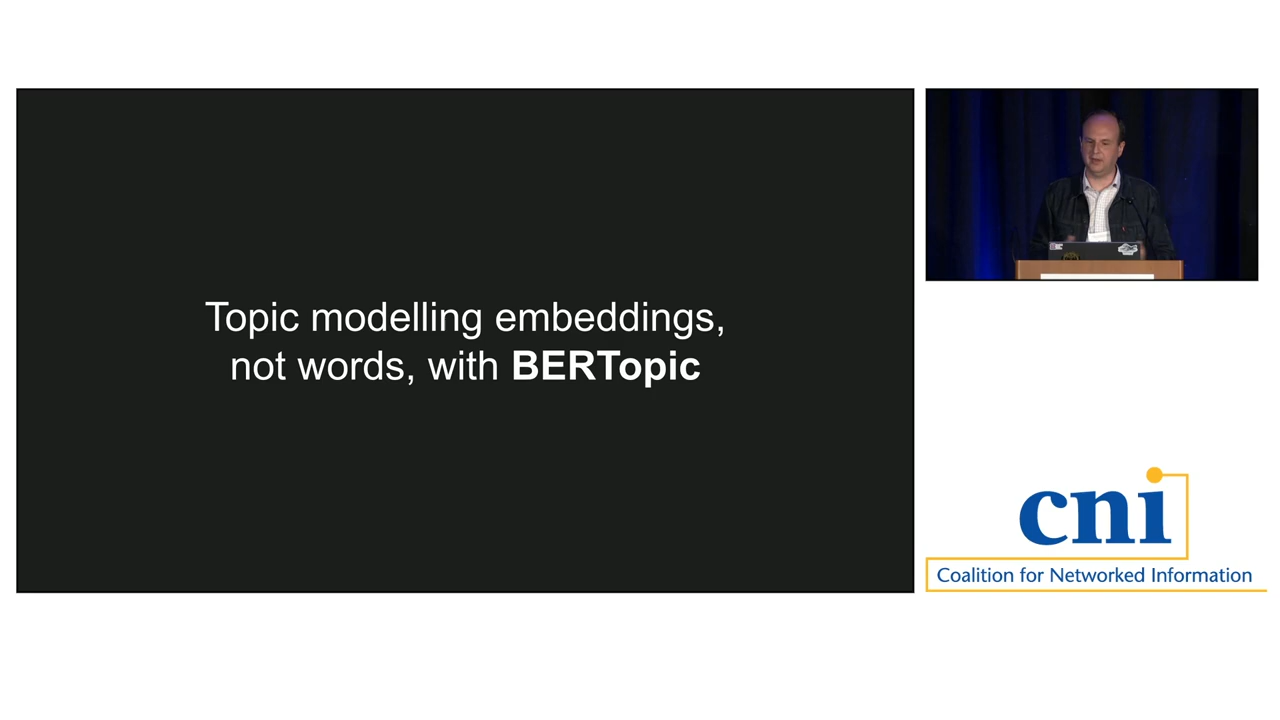 Topic modelling embeddings,
not words, with BERTopic
cni
Coalition for Networked Information